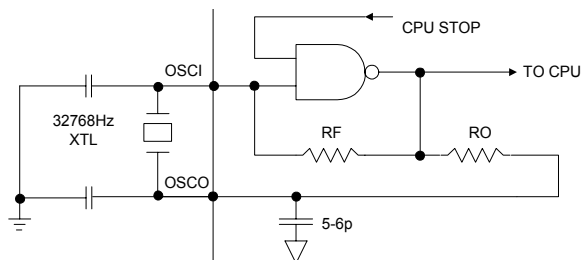 CPU STOP
OSCI
TO CPU
32768Hz
XTL
RF
RO
OSCO
5-6p